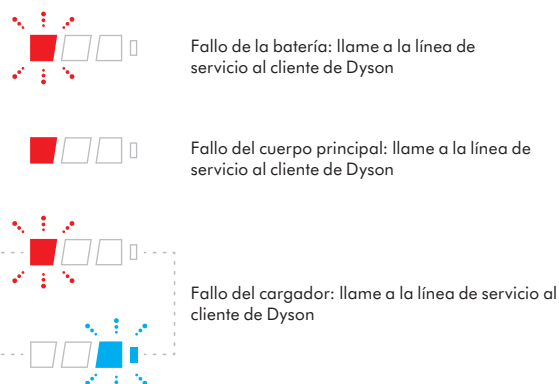 Fallo de la batería: llame a la línea de
servicio al cliente de Dyson
Fallo del cuerpo principal: llame a la línea de
servicio al cliente de Dyson
Fallo del cargador: llame a la línea de servicio al
cliente de Dyson